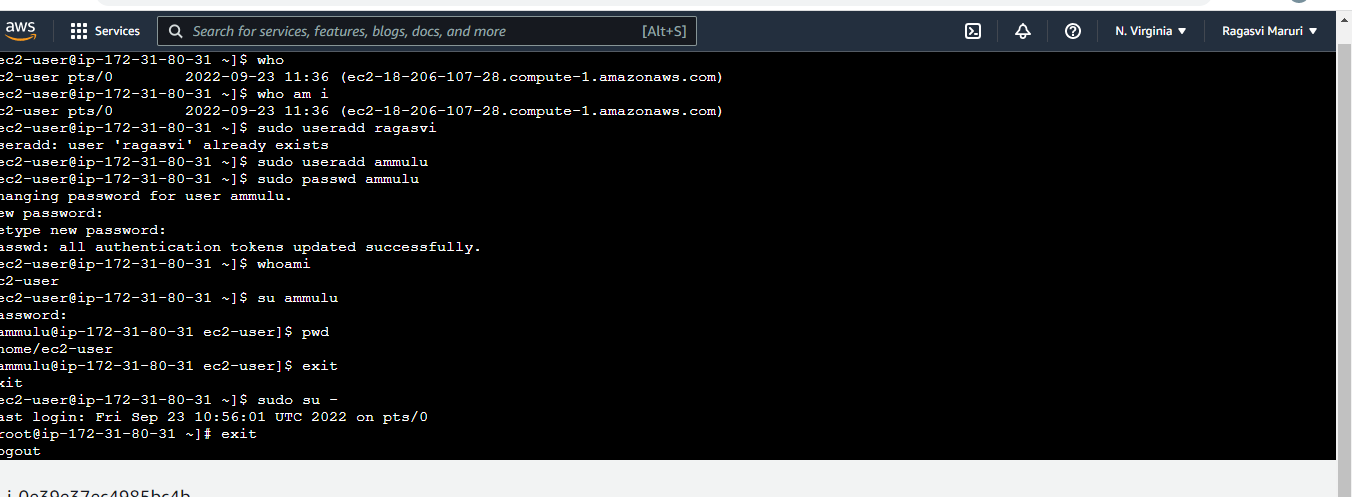 aws Services Search for services, features, blogs, docs, and more [Alt+S] N. Virginia Ragasvi Maruri
ec2-user@ip-172-31-80-31 ~]$ who
c2-user pts/0 2022-09-23 11:36 (ec2-18-206-107-28.compute-1.amazonaws.com)
ec2-user@ip-172-31-80-31 ~]$ who am i
c2-user pts/0 2022-09-23 11:36 (ec2-18-206-107-28.compute-1.amazonaws.com)
ec2-user@ip-172-31-80-31 ~]$ sudo useradd ragasvi
seradd: user 'ragasvi' already exists
ec2-user@ip-172-31-80-31 ~]$ sudo useradd ammulu
ec2-user@ip-172-31-80-31 ~]$ sudo passwd ammulu
hanging password for user ammulu.
ew password:
etype new password:
asswd: all authentication tokens updated successfully.
ec2-user@ip-172-31-80-31 ~]$ whoami
c2-user
ec2-user@ip-172-31-80-31 ~]$ su ammulu
assword:
ammulu@ip-172-31-80-31 ec2-user]$ pwd
home/ec2-user
ammulu@ip-172-31-80-31 ec2-user]$ exit
xit
ec2-user@ip-172-31-80-31 ~]$ sudo su -
ast login: Fri Sep 23 10:56:01 UTC 2022 on pts/0
root@ip-172-31-80-31 ~]# exit
ogout
i-0e39e37ec4985bc4b